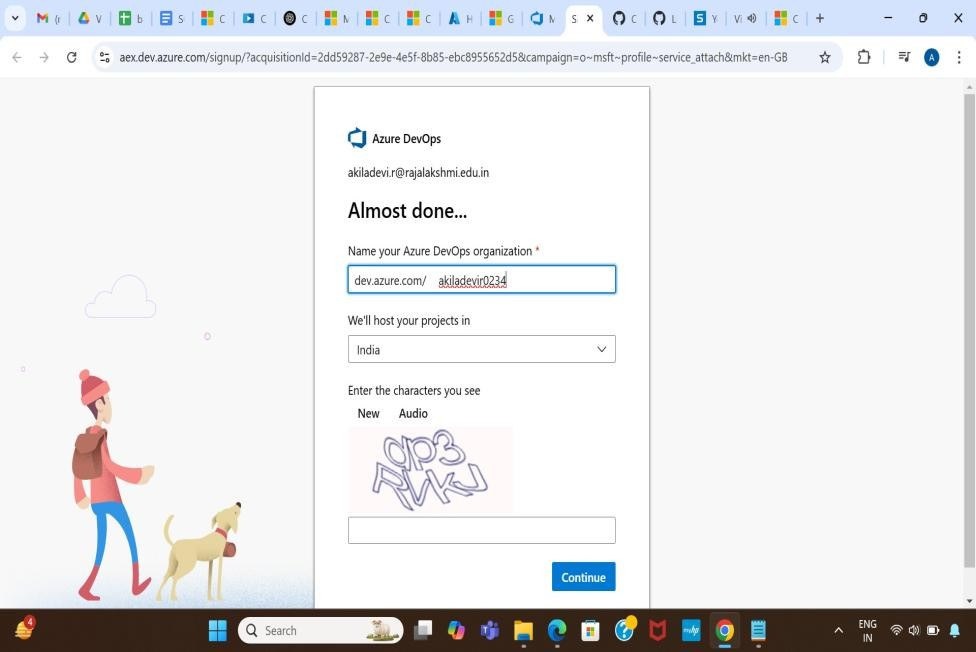 (r V b S C C C M C C H G M S C L Y Vi C
aex.dev.azure.com/signup/?acquisitionId=2dd59287-2e9e-4e5f-8b85-ebc8955652d5&campaign=o~msft~profile~service_attach&mkt=en-GB
A
Azure DevOps
akiladevi.r@rajalakshmi.edu.in
Almost done...
Name your Azure DevOps organization *
dev.azure.com/ akiladevir0234
We'll host your projects in
India
Enter the characters you see
New Audio
Continue
4
Search
ENG
IN